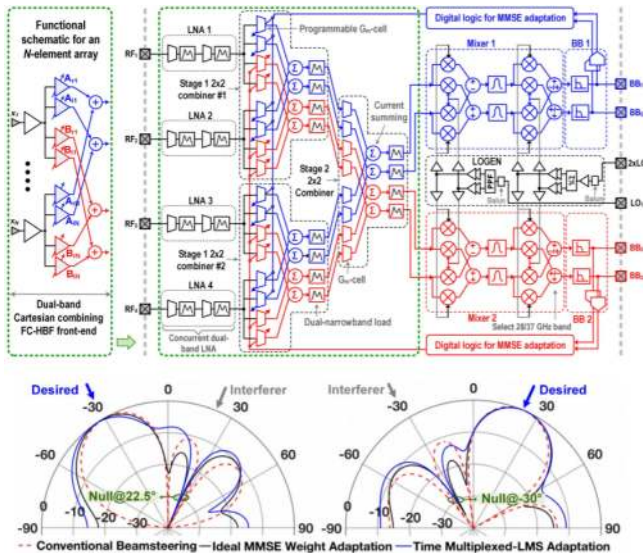 Functional
schematic for an
N-element array
Dual-band
Cartesian combining
FC-HBF front-end
LNA 1
RF₁
Stage 1 2x2
combiner #1
LNA 2
RF₂
LNA 3
RF₃
Stage 1 2x2
combiner #2
LNA 4
RF₄
Concurrent dual-
band LNA
Programmable Gₘ-cell
Current
summing
Stage 2
2x2
Combiner
Gₘ-cell
Dual-narrowband load
Digital logic for MMSE adaptation
Mixer 1
BB 1
LOGEN
2xLO
Mixer 2
BB 2
Select 28/37 GHz band
Digital logic for MMSE adaptation
Desired
Interferer
0
-30
30
-60
60
-90
90
-10
-20
-30
Null@22.5°
Interferer
Desired
0
-30
30
-60
60
-90
90
-10
-20
-30
Null@-30°
Conventional Beamsteering
Ideal MMSE Weight Adaptation
Time Multiplexed-LMS Adaptation